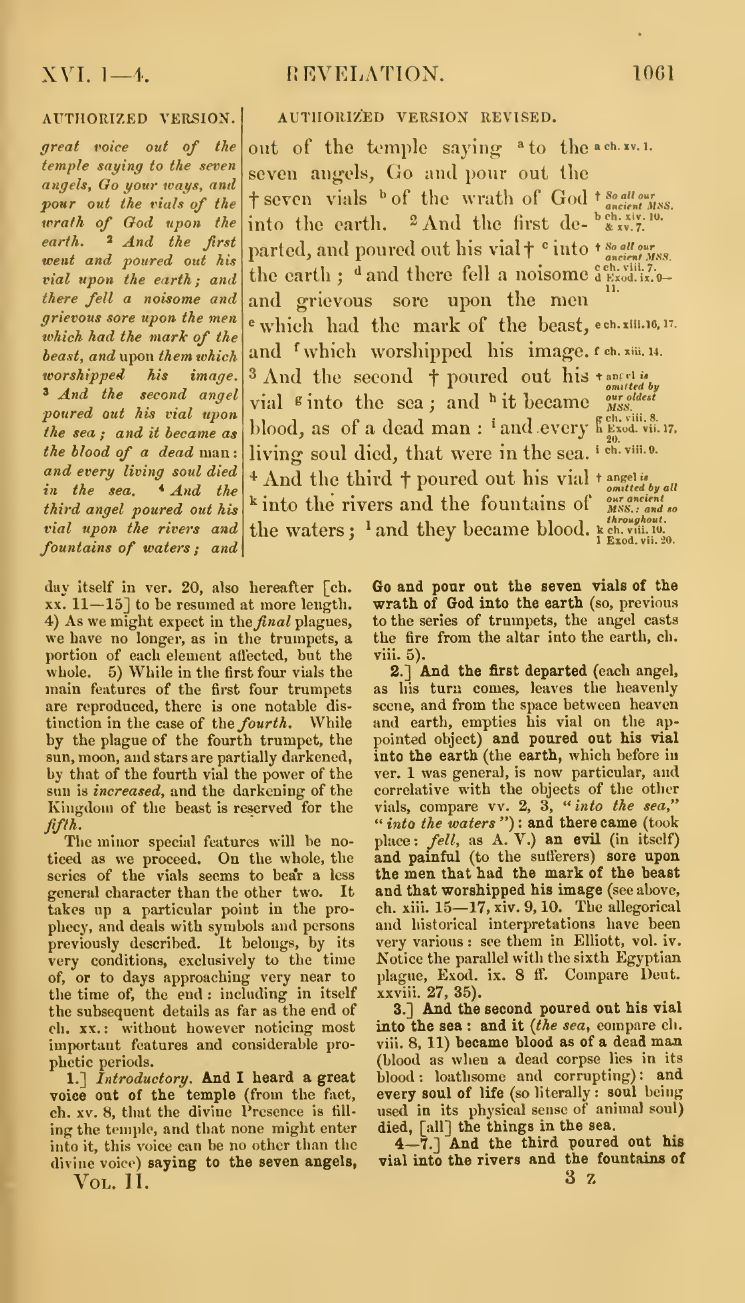 XVI. 1—4.
REVELATION.
1061
AUTHORIZED VERSION.
great voice out of the
temple saying to the seven
angels, Go your ways, and
pour out the vials of the
wrath of God upon the
earth. 2 And the first
went and poured out his
vial upon the earth; and
there fell a noisome and
grievous sore upon the men
which had the mark of the
beast, and upon them which
worshipped his image.
3 And the second angel
poured out his vial upon
the sea; and it became as
the blood of a dead man:
and every living soul died
in the sea. 4 And the
third angel poured out his
vial upon the rivers and
fountains of waters; and
AUTHORIZED VERSION REVISED.
out of the temple saying a to the
seven angels, Go and pour out the
† seven vials b of the wrath of God
into the earth. 2 And the first de-
parted, and poured out his vial † c into
the earth; d and there fell a noisome
and grievous sore upon the men
e which had the mark of the beast,
and f which worshipped his image.
3 And the second † poured out his
vial g into the sea; and h it became
blood, as of a dead man: i and every
living soul died, that were in the sea.
4 And the third † poured out his vial
k into the rivers and the fountains of
the waters; l and they became blood.
a ch. xv. 1.
† So all our
ancient MSS.
b ch. xiv. 10.
& xv. 7.
† So all our
ancient MSS.
c ch. viii. 7.
d Exod. ix. 9—
11.
e ch. xiii. 16, 17.
f ch. xiii. 14.
† angel is
omitted by
our oldest
MSS.
g ch. viii. 8.
h Exod. vii. 17,
20.
i ch. viii. 9.
† angel is
omitted by all
our ancient
MSS.: and so
throughout.
k ch. viii. 10.
l Exod. vii. 20.
day itself in ver. 20, also hereafter [ch.
xx. 11—15] to be resumed at more length.
4) As we might expect in the final plagues,
we have no longer, as in the trumpets, a
portion of each element affected, but the
whole. 5) While in the first four vials the
main features of the first four trumpets
are reproduced, there is one notable dis-
tinction in the case of the fourth. While
by the plague of the fourth trumpet, the
sun, moon, and stars are partially darkened,
by that of the fourth vial the power of the
sun is increased, and the darkening of the
Kingdom of the beast is reserved for the
fifth.
The minor special features will be no-
ticed as we proceed. On the whole, the
series of the vials seems to bear a less
general character than the other two. It
takes up a particular point in the pro-
phecy, and deals with symbols and persons
previously described. It belongs, by its
very conditions, exclusively to the time
of, or to days approaching very near to
the time of, the end: including in itself
the subsequent details as far as the end of
ch. xx.: without however noticing most
important features and considerable pro-
phetic periods.
1.] Introductory. And I heard a great
voice out of the temple (from the fact,
ch. xv. 8, that the divine Presence is fill-
ing the temple, and that none might enter
into it, this voice can be no other than the
divine voice) saying to the seven angels,
Go and pour out the seven vials of the
wrath of God into the earth (so, previous
to the series of trumpets, the angel casts
the fire from the altar into the earth, ch.
viii. 5).
2.] And the first departed (each angel,
as his turn comes, leaves the heavenly
scene, and from the space between heaven
and earth, empties his vial on the ap-
pointed object) and poured out his vial
into the earth (the earth, which before in
ver. 1 was general, is now particular, and
correlative with the objects of the other
vials, compare vv. 2, 3, "into the sea,"
"into the waters"): and there came (took
place: fell, as A. V.) an evil (in itself)
and painful (to the sufferers) sore upon
the men that had the mark of the beast
and that worshipped his image (see above,
ch. xiii. 15—17, xiv. 9, 10. The allegorical
and historical interpretations have been
very various: see them in Elliott, vol. iv.
Notice the parallel with the sixth Egyptian
plague, Exod. ix. 8 ff. Compare Deut.
xxviii. 27, 35).
3.] And the second poured out his vial
into the sea: and it (the sea, compare ch.
viii. 8, 11) became blood as of a dead man
(blood as when a dead corpse lies in its
blood: loathsome and corrupting): and
every soul of life (so literally: soul being
used in its physical sense of animal soul)
died, [all] the things in the sea.
4—7.] And the third poured out his
vial into the rivers and the fountains of
VOL. II.
3 Z